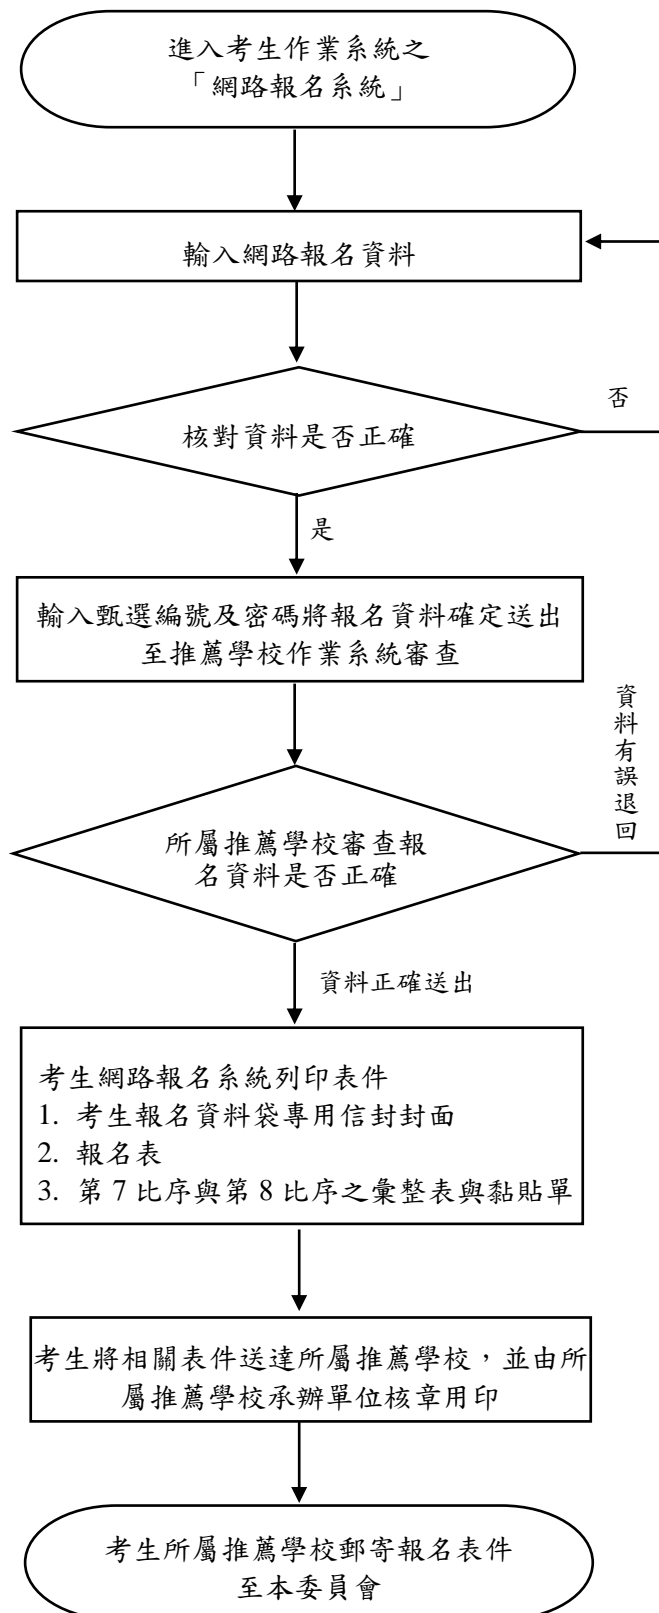 進入考生作業系統之
「網路報名系統」
輸入網路報名資料
核對資料是否正確
否
是
輸入甄選編號及密碼將報名資料確定送出
至推薦學校作業系統審查
資料有誤退回
所屬推薦學校審查報
名資料是否正確
資料正確送出
考生網路報名系統列印表件
1. 考生報名資料袋專用信封封面
2. 報名表
3. 第 7 比序與第 8 比序之彙整表與黏貼單
考生將相關表件送達所屬推薦學校，並由所
屬推薦學校承辦單位核章用印
考生所屬推薦學校郵寄報名表件
至本委員會